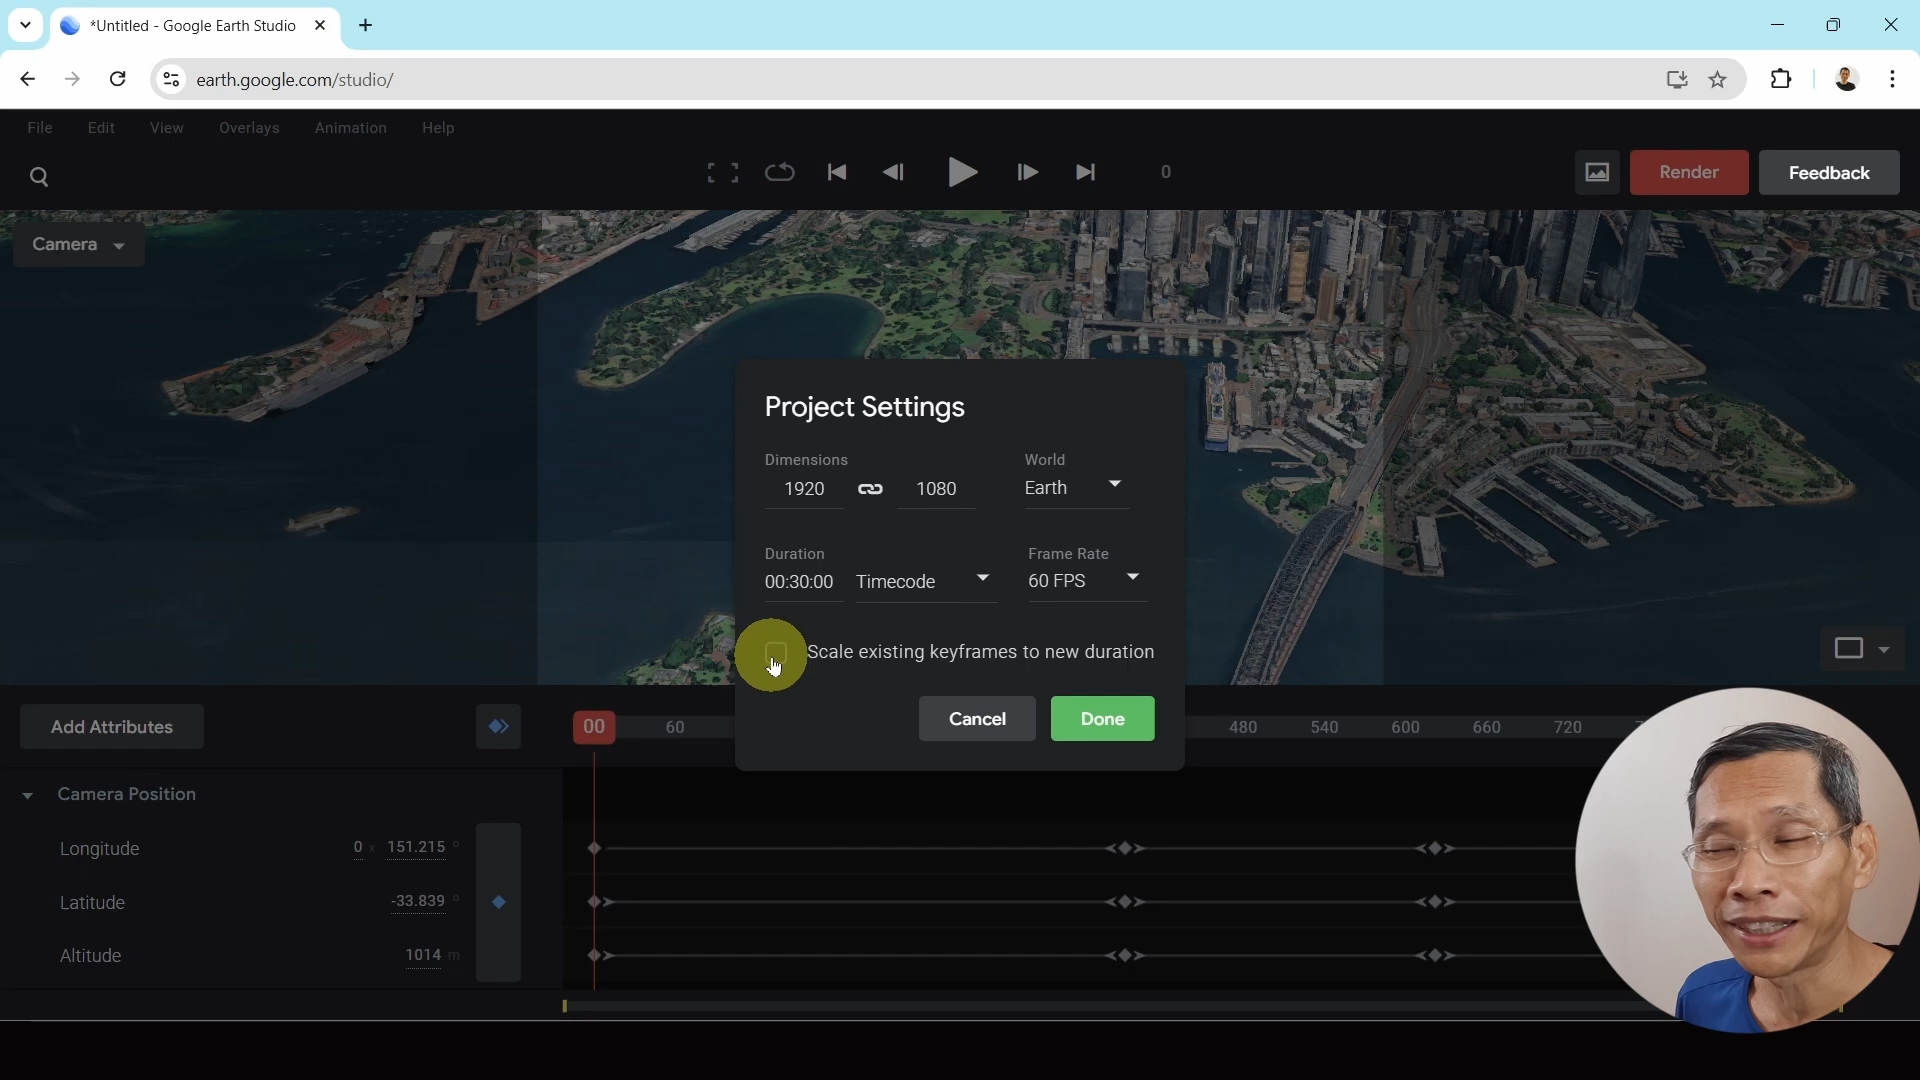 *Untitled - Google Earth Studio
earth.google.com/studio/
File Edit View Overlays Animation Help
0
Render
Feedback
Camera
Project Settings
Dimensions World
1920 1080 Earth
Duration Frame Rate
00:30:00 Timecode 60 FPS
Scale existing keyframes to new duration
Cancel Done
Add Attributes
00 60 480 540 600 660 720
Camera Position
Longitude 0 x 151.215 °
Latitude -33.839 °
Altitude 1014 m